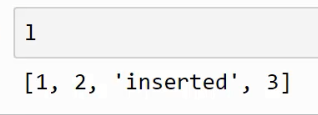 l
[1, 2, 'inserted', 3]